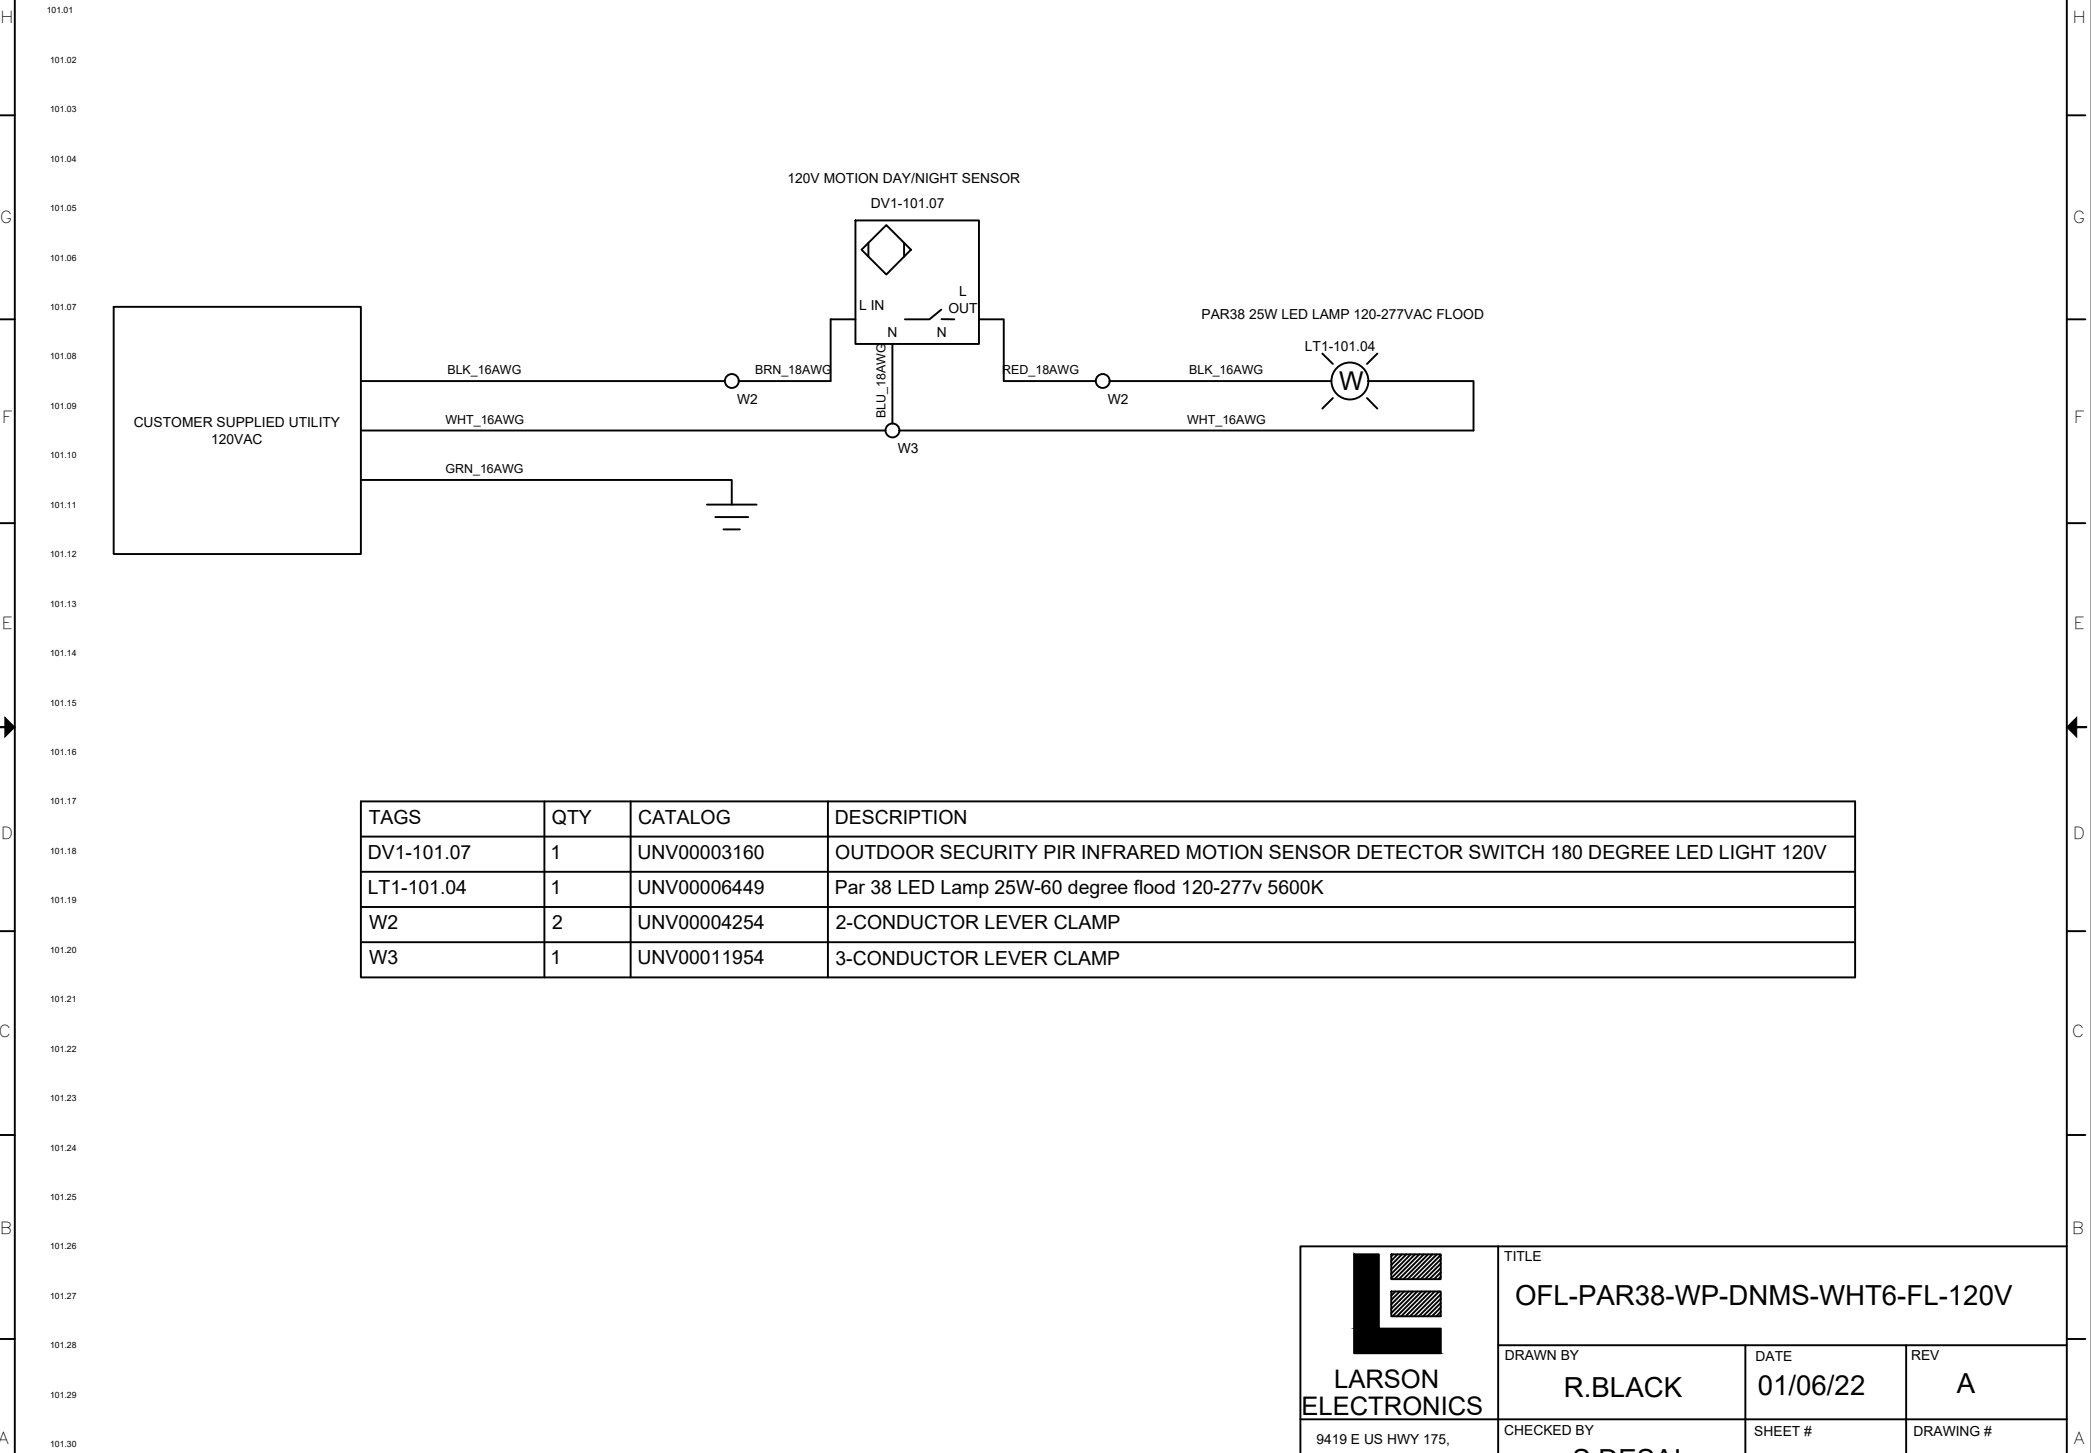 H
H
101.01
101.02
101.03
101.04
120V MOTION DAY/NIGHT SENSOR
DV1-101.07
101.05
G
G
101.06
101.07
L IN
L
OUT
N
N
PAR38 25W LED LAMP 120-277VAC FLOOD
LT1-101.04
W
101.08
BLK_16AWG
BRN_18AWG
BLU_18AWG
RED_18AWG
BLK_16AWG
W2
W2
101.09
F
F
CUSTOMER SUPPLIED UTILITY
120VAC
WHT_16AWG
WHT_16AWG
W3
101.10
GRN_16AWG
101.11
101.12
101.13
E
E
101.14
101.15
101.16
101.17
TAGS QTY CATALOG DESCRIPTION
D
D
101.18
DV1-101.07 1 UNV00003160 OUTDOOR SECURITY PIR INFRARED MOTION SENSOR DETECTOR SWITCH 180 DEGREE LED LIGHT 120V
101.19
LT1-101.04 1 UNV00006449 Par 38 LED Lamp 25W-60 degree flood 120-277v 5600K
W2 2 UNV00004254 2-CONDUCTOR LEVER CLAMP
101.20
W3 1 UNV00011954 3-CONDUCTOR LEVER CLAMP
101.21
C
C
101.22
101.23
101.24
101.25
B
B
101.26
TITLE
101.27
OFL-PAR38-WP-DNMS-WHT6-FL-120V
101.28
LARSON
ELECTRONICS
DRAWN BY
R.BLACK
DATE
01/06/22
REV
A
101.29
9419 E US HWY 175,
CHECKED BY
SHEET #
DRAWING #
101.30
A
A